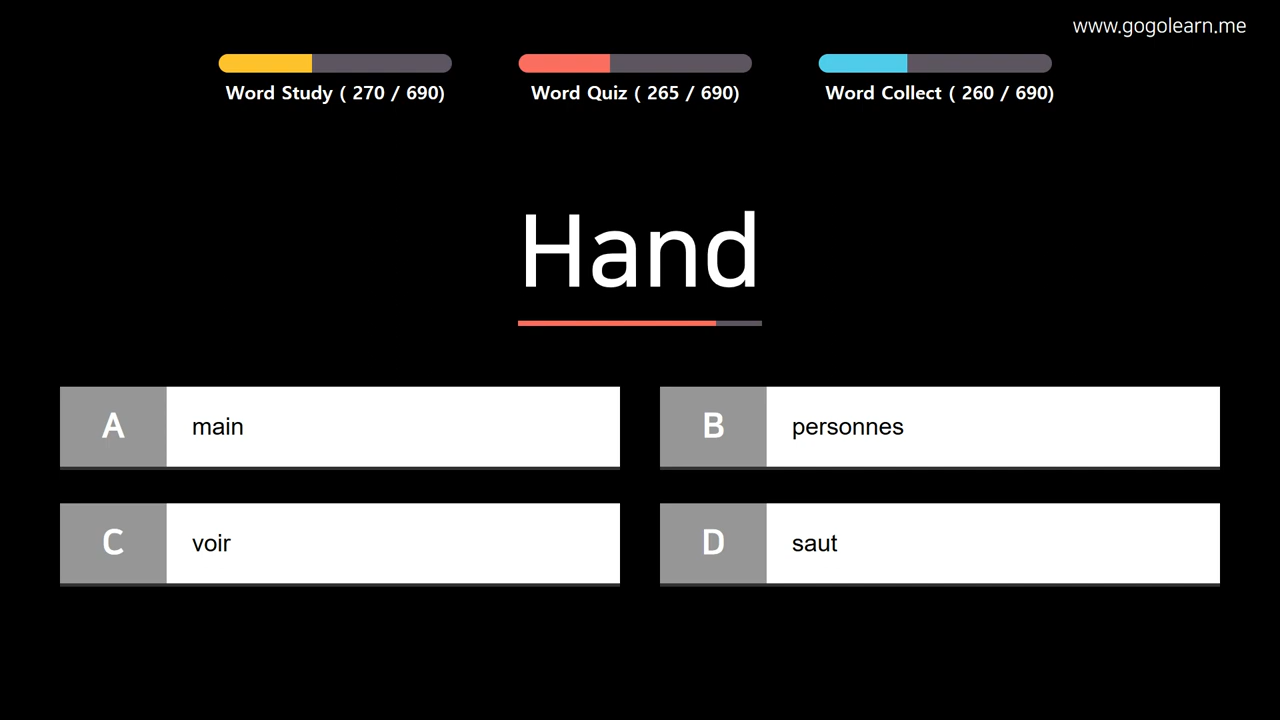 www.gogolearn.me
Word Study ( 270 / 690)
Word Quiz ( 265 / 690)
Word Collect ( 260 / 690)
Hand
A main
B personnes
C voir
D saut